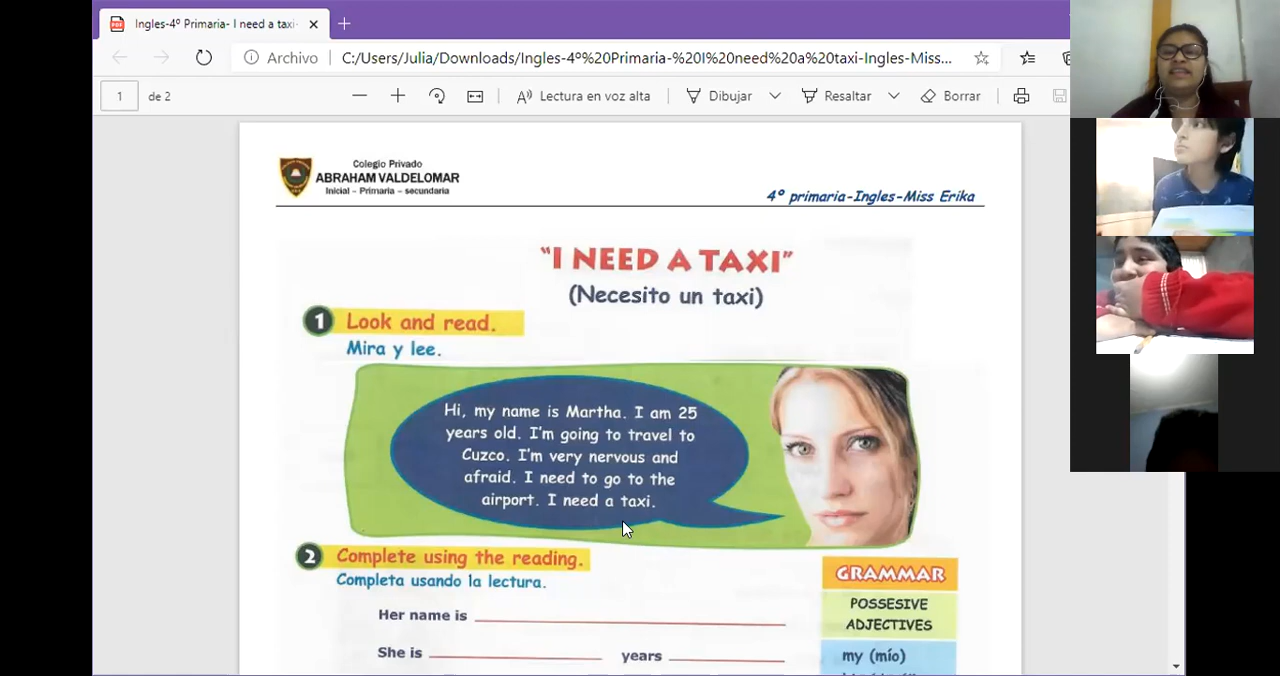 Ingles-4º Primaria- I need a taxi-
Archivo
C:/Users/Julia/Downloads/Ingles-4º%20Primaria-%20I%20need%20a%20taxi-Ingles-Miss...
1 de 2
Lectura en voz alta
Dibujar
Resaltar
Borrar
Colegio Privado
ABRAHAM VALDELOMAR
Inicial – Primaria – secundaria
4º primaria-Ingles-Miss Erika
"I NEED A TAXI"
(Necesito un taxi)
1 Look and read.
Mira y lee.
Hi, my name is Martha. I am 25
years old. I'm going to travel to
Cuzco. I'm very nervous and
afraid. I need to go to the
airport. I need a taxi.
2 Complete using the reading.
Completa usando la lectura.
Her name is
She is years
GRAMMAR
POSSESIVE
ADJECTIVES
my (mío)